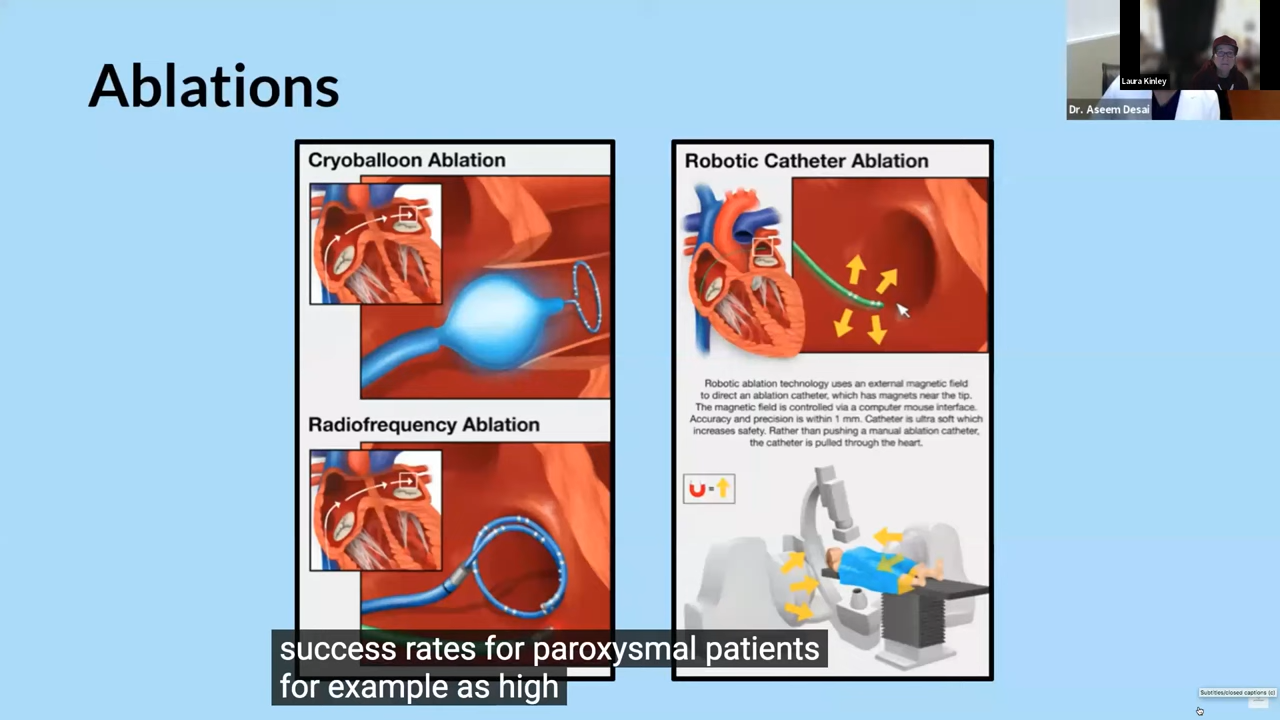 Ablations
Laura Kinley
Dr. Aseem Desai
Cryoballoon Ablation
Radiofrequency Ablation
Robotic Catheter Ablation
Robotic ablation technology uses an external magnetic field
to direct an ablation catheter, which has magnets near the tip.
The magnetic field is controlled via a computer mouse interface.
Accuracy and precision is within 1 mm. Catheter is ultra soft which
increases safety. Rather than pushing a manual ablation catheter,
the catheter is pulled through the heart.
=
success rates for paroxysmal patients
for example as high
Subtitles/closed captions (c)